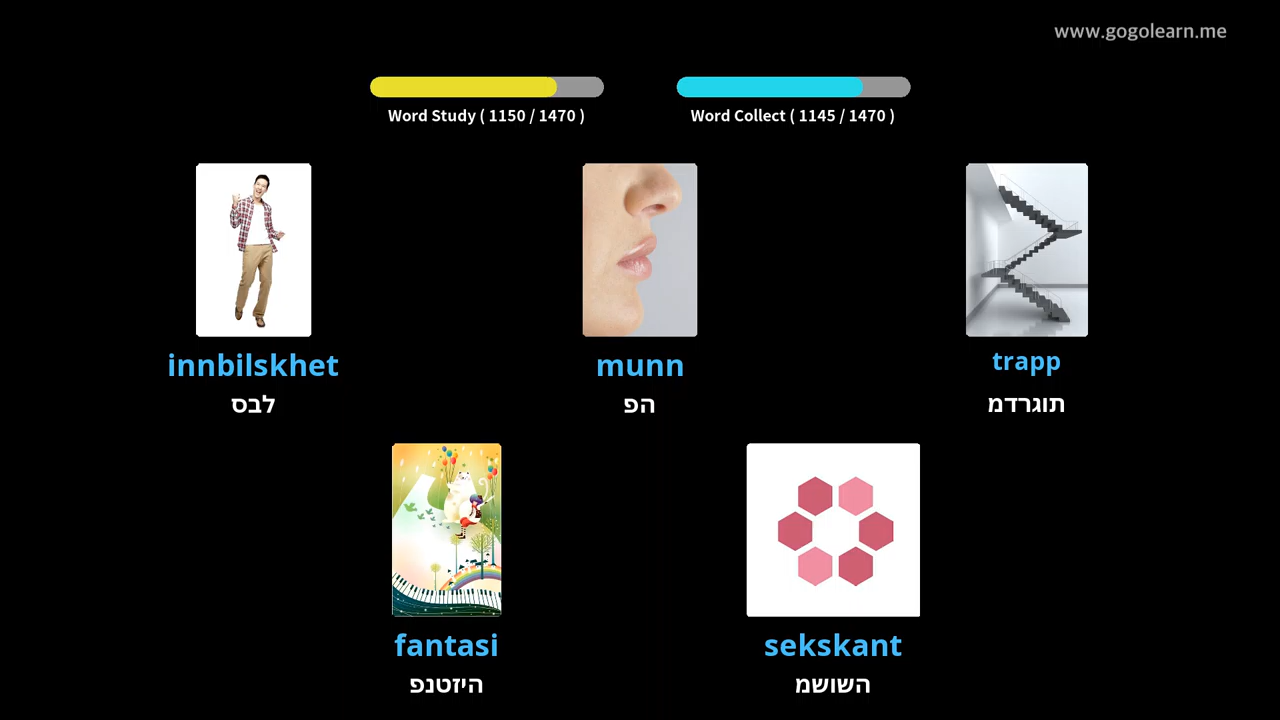 www.gogolearn.me
Word Study ( 1150 / 1470 )
Word Collect ( 1145 / 1470 )
innbilskhet
לבס
munn
הפ
trapp
תוגרדמ
fantasi
היזטנפ
sekskant
השושמ